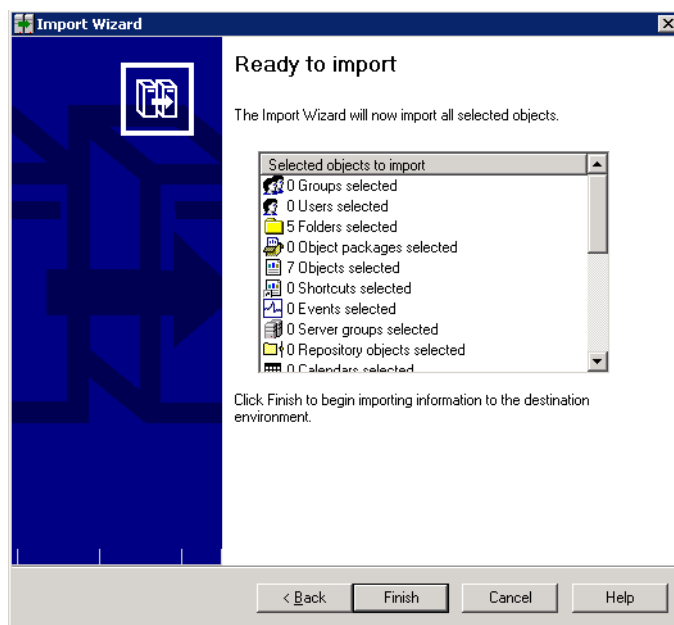 Import Wizard
Ready to import
The Import Wizard will now import all selected objects.
Selected objects to import
0 Groups selected
0 Users selected
5 Folders selected
0 Object packages selected
7 Objects selected
0 Shortcuts selected
0 Events selected
0 Server groups selected
0 Repository objects selected
0 Calendars selected
Click Finish to begin importing information to the destination
environment.
< Back Finish Cancel Help